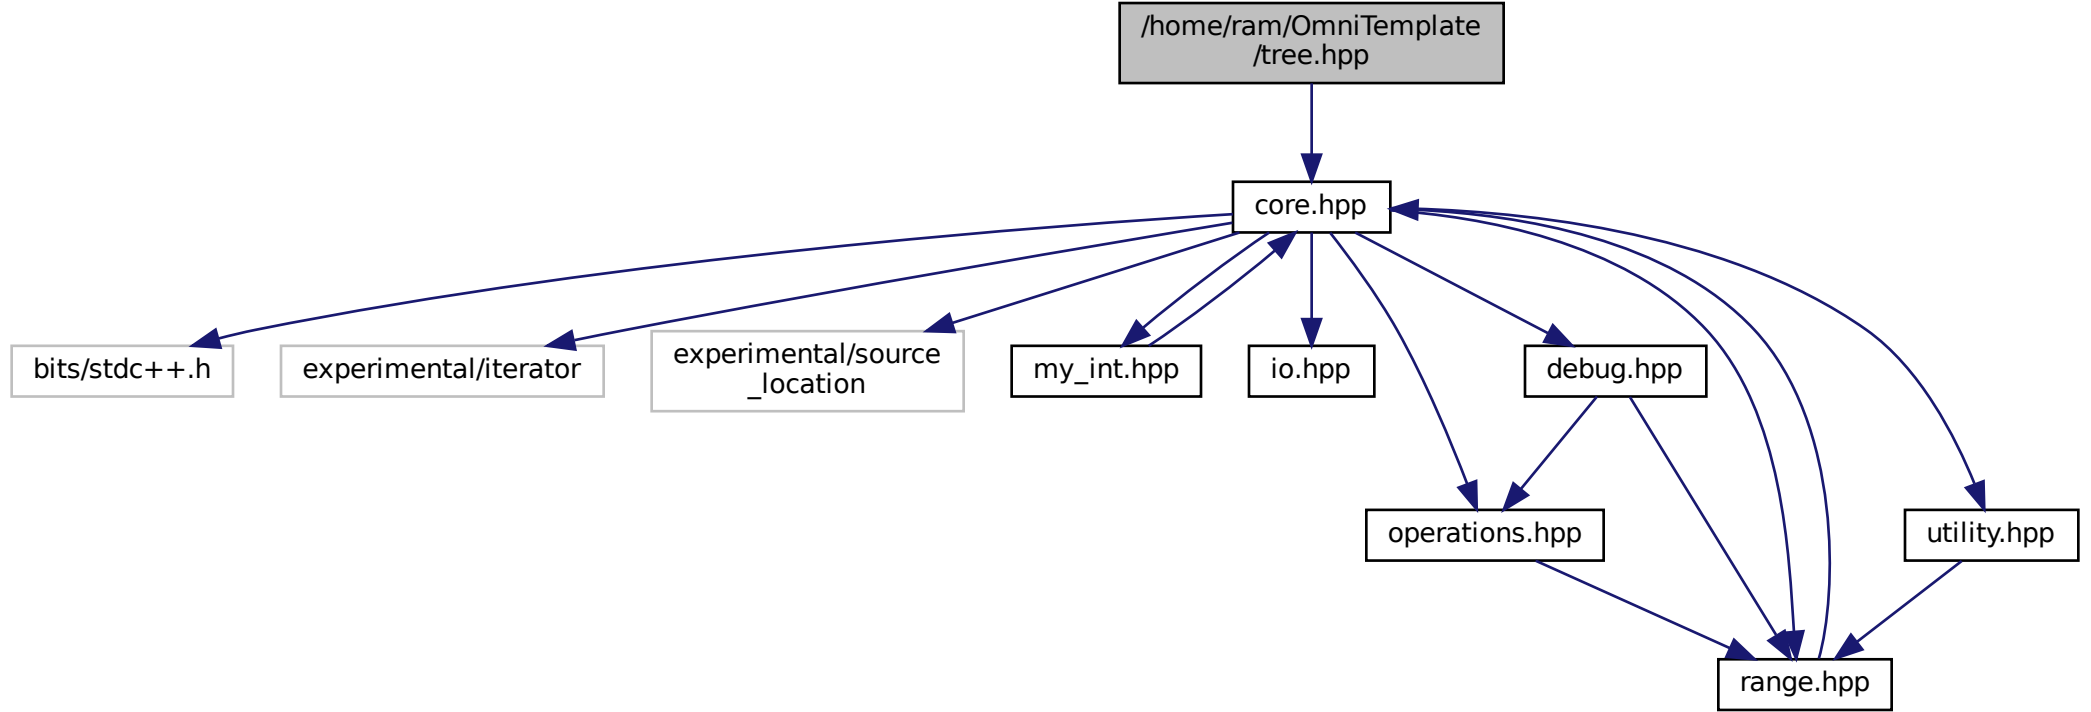 /home/ram/OmniTemplate
/tree.hpp
core.hpp
bits/stdc++.h
experimental/iterator
experimental/source
_location
my_int.hpp
io.hpp
debug.hpp
operations.hpp
utility.hpp
range.hpp